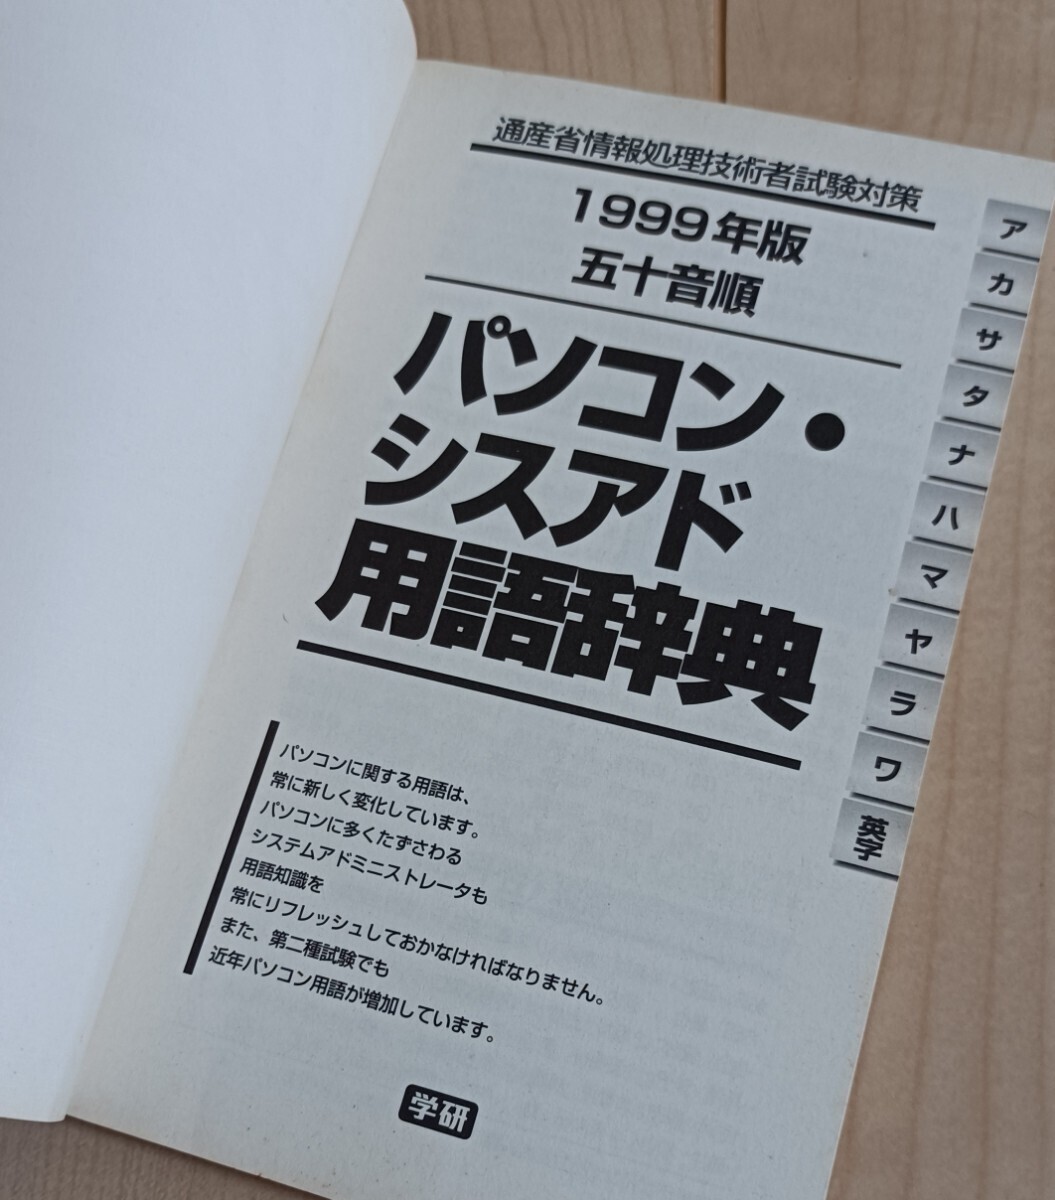 通産省情報処理技術者試験対策
1999年版
五十音順
パソコン・
シスアド
用語辞典
パソコンに関する用語は、
常に新しく変化しています。
パソコンに多くたずさわる
システムアドミニストレータも
用語知識を
常にリフレッシュしておかなければなりません。
また、第二種試験でも
近年パソコン用語が増加しています。
学研
ア
カ
サ
タ
ナ
ハ
マ
ヤ
ラ
ワ
英字